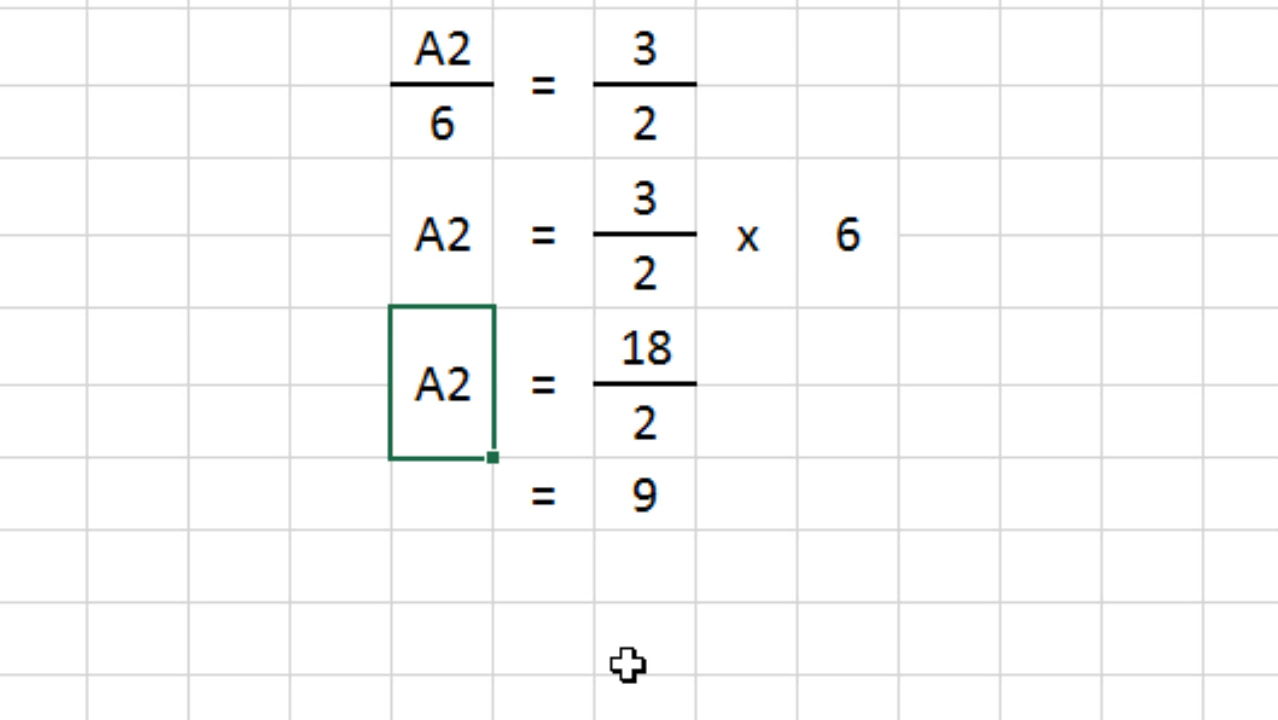 A2 3
=
6 2
3
A2 = x 6
2
18
A2 =
2
= 9